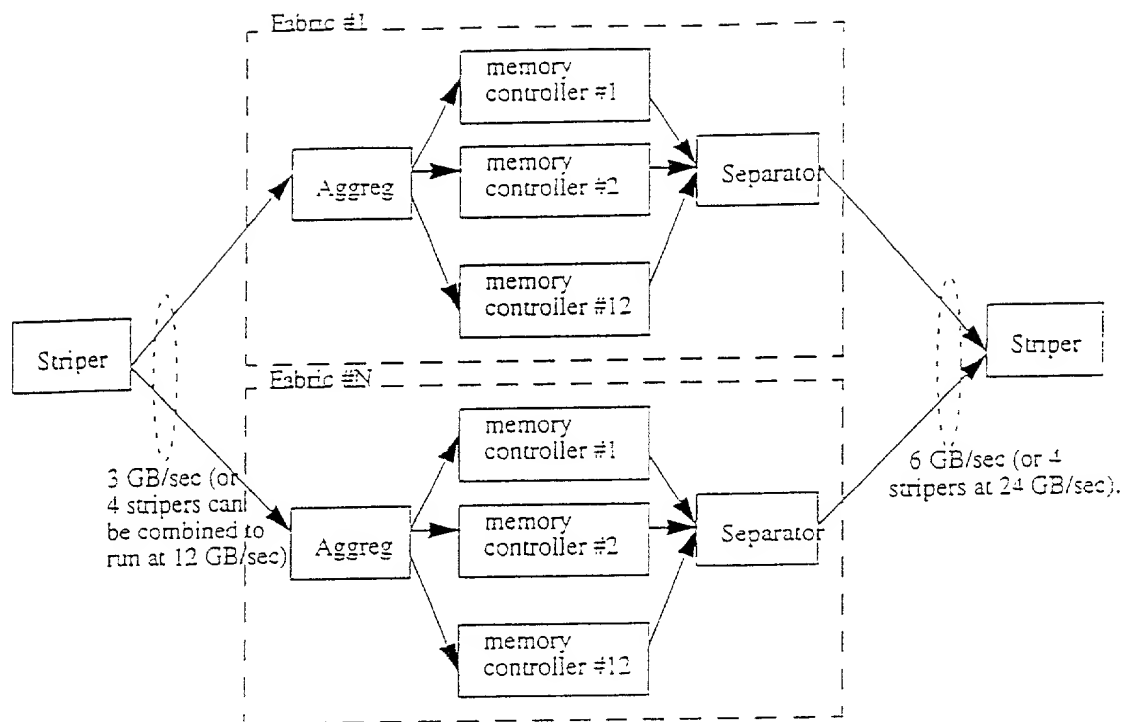 Fabric #1
memory
controller #1
Aggreg
memory
controller #2
Separator
memory
controller #12
Striper
Striper
Fabric #N
memory
controller #1
3 GB/sec (or
4 stripers can
be combined to
run at 12 GB/sec)
6 GB/sec (or 4
stripers at 24 GB/sec).
Aggreg
memory
controller #2
Separator
memory
controller #12